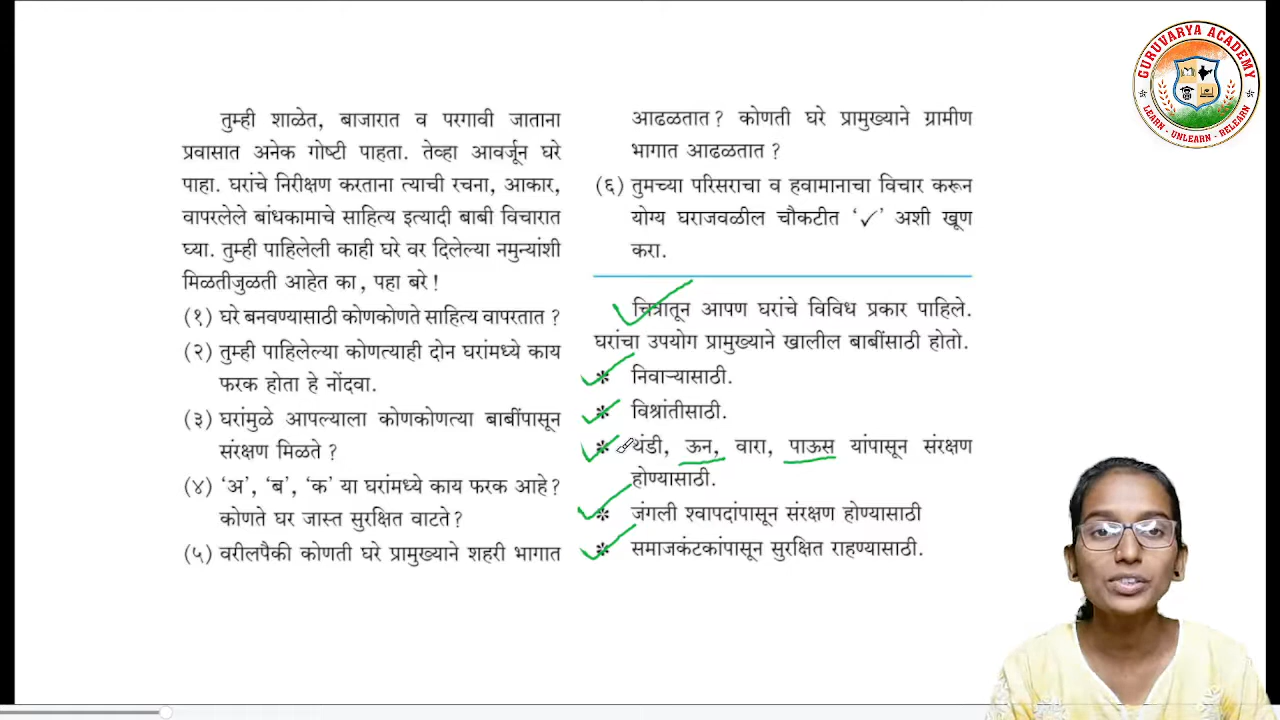 तुम्ही शाळेत, बाजारात व परगावी जाताना
प्रवासात अनेक गोष्टी पाहता. तेव्हा आवर्जून घरे
पाहा. घरांचे निरीक्षण करताना त्याची रचना, आकार,
वापरलेले बांधकामाचे साहित्य इत्यादी बाबी विचारात
घ्या. तुम्ही पाहिलेली काही घरे वर दिलेल्या नमुन्यांशी
मिळतीजुळती आहेत का, पहा बरे!
(१) घरे बनवण्यासाठी कोणकोणते साहित्य वापरतात ?
(२) तुम्ही पाहिलेल्या कोणत्याही दोन घरांमध्ये काय
फरक होता हे नोंदवा.
(३) घरांमुळे आपल्याला कोणकोणत्या बाबींपासून
संरक्षण मिळते ?
(४) ‘अ’, ‘ब’, ‘क’ या घरांमध्ये काय फरक आहे?
कोणते घर जास्त सुरक्षित वाटते?
(५) वरीलपैकी कोणती घरे प्रामुख्याने शहरी भागात
आढळतात? कोणती घरे प्रामुख्याने ग्रामीण
भागात आढळतात ?
(६) तुमच्या परिसराचा व हवामानाचा विचार करून
योग्य घराजवळील चौकटीत ‘✓’ अशी खूण
करा.
चित्रातून आपण घरांचे विविध प्रकार पाहिले.
घरांचा उपयोग प्रामुख्याने खालील बाबींसाठी होतो.
* निवाऱ्यासाठी.
* विश्रांतीसाठी.
* थंडी, ऊन, वारा, पाऊस यांपासून संरक्षण
होण्यासाठी.
* जंगली श्वापदांपासून संरक्षण होण्यासाठी
* समाजकंटकांपासून सुरक्षित राहण्यासाठी.
GURUVARYA ACADEMY
LEARN - UNLEARN - RELEARN